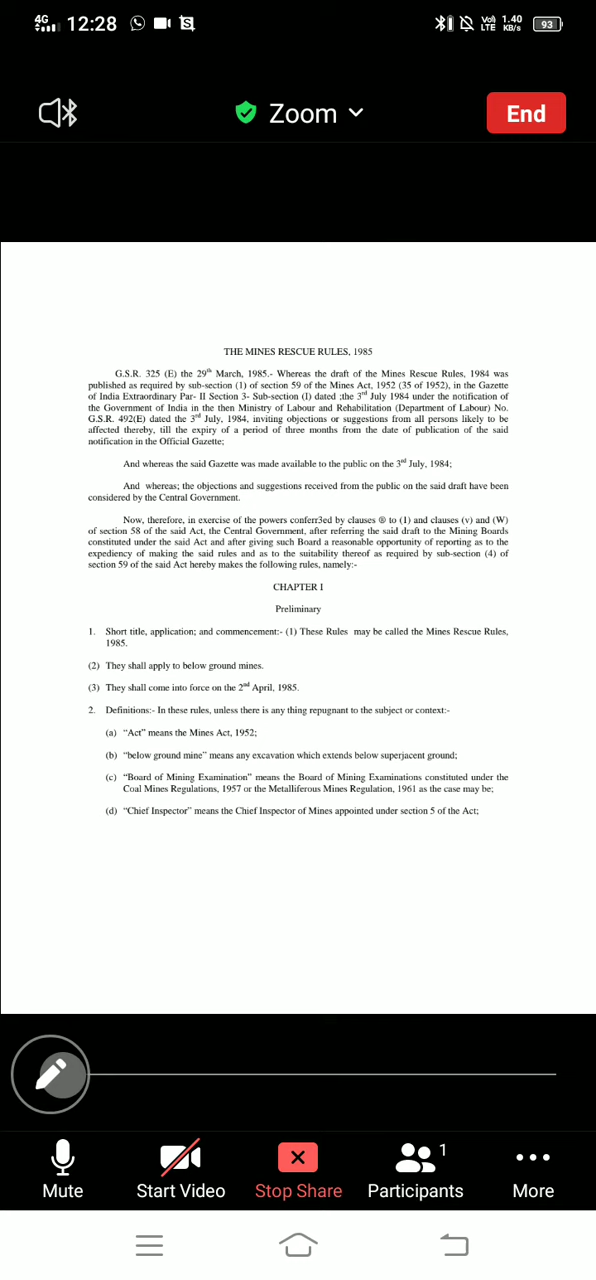 4G 12:28 Vo) LTE 1.40 KB/s 93
Zoom End
THE MINES RESCUE RULES, 1985
G.S.R. 325 (E) the 29th March, 1985.- Whereas the draft of the Mines Rescue Rules, 1984 was
published as required by sub-section (1) of section 59 of the Mines Act, 1952 (35 of 1952), in the Gazette
of India Extraordinary Par- II Section 3- Sub-section (I) dated ;the 3rd July 1984 under the notification of
the Government of India in the then Ministry of Labour and Rehabilitation (Department of Labour) No.
G.S.R. 492(E) dated the 3rd July, 1984, inviting objections or suggestions from all persons likely to be
affected thereby, till the expiry of a period of three months from the date of publication of the said
notification in the Official Gazette;
And whereas the said Gazette was made available to the public on the 3rd July, 1984;
And whereas; the objections and suggestions received from the public on the said draft have been
considered by the Central Government.
Now, therefore, in exercise of the powers conferr3ed by clauses ® to (1) and clauses (v) and (W)
of section 58 of the said Act, the Central Government, after referring the said draft to the Mining Boards
constituted under the said Act and after giving such Board a reasonable opportunity of reporting as to the
expediency of making the said rules and as to the suitability thereof as required by sub-section (4) of
section 59 of the said Act hereby makes the following rules, namely:-
CHAPTER I
Preliminary
1. Short title, application; and commencement:- (1) These Rules may be called the Mines Rescue Rules,
1985.
(2) They shall apply to below ground mines.
(3) They shall come into force on the 2nd April, 1985.
2. Definitions:- In these rules, unless there is any thing repugnant to the subject or context:-
(a) “Act” means the Mines Act, 1952;
(b) “below ground mine” means any excavation which extends below superjacent ground;
(c) “Board of Mining Examination” means the Board of Mining Examinations constituted under the
Coal Mines Regulations, 1957 or the Metalliferous Mines Regulation, 1961 as the case may be;
(d) “Chief Inspector” means the Chief Inspector of Mines appointed under section 5 of the Act;
1
Mute Start Video Stop Share Participants More